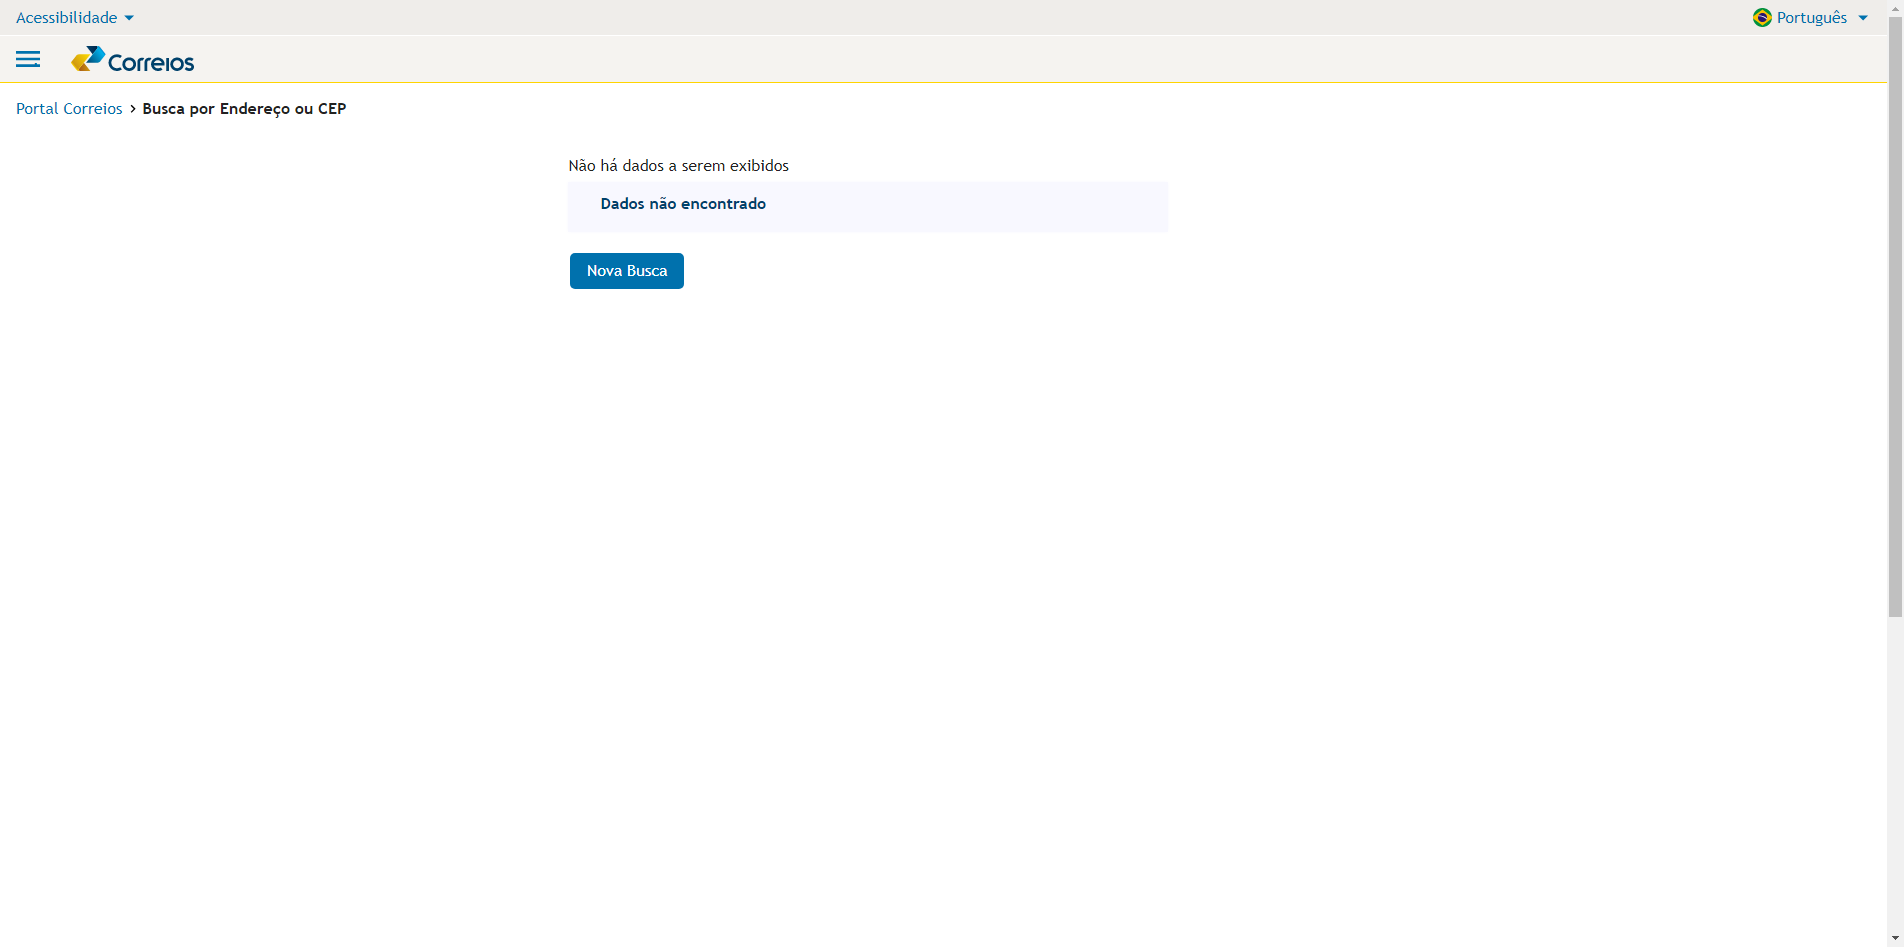 Acessibilidade
Português
Correios
Portal Correios > Busca por Endereço ou CEP
Não há dados a serem exibidos
Dados não encontrado
Nova Busca